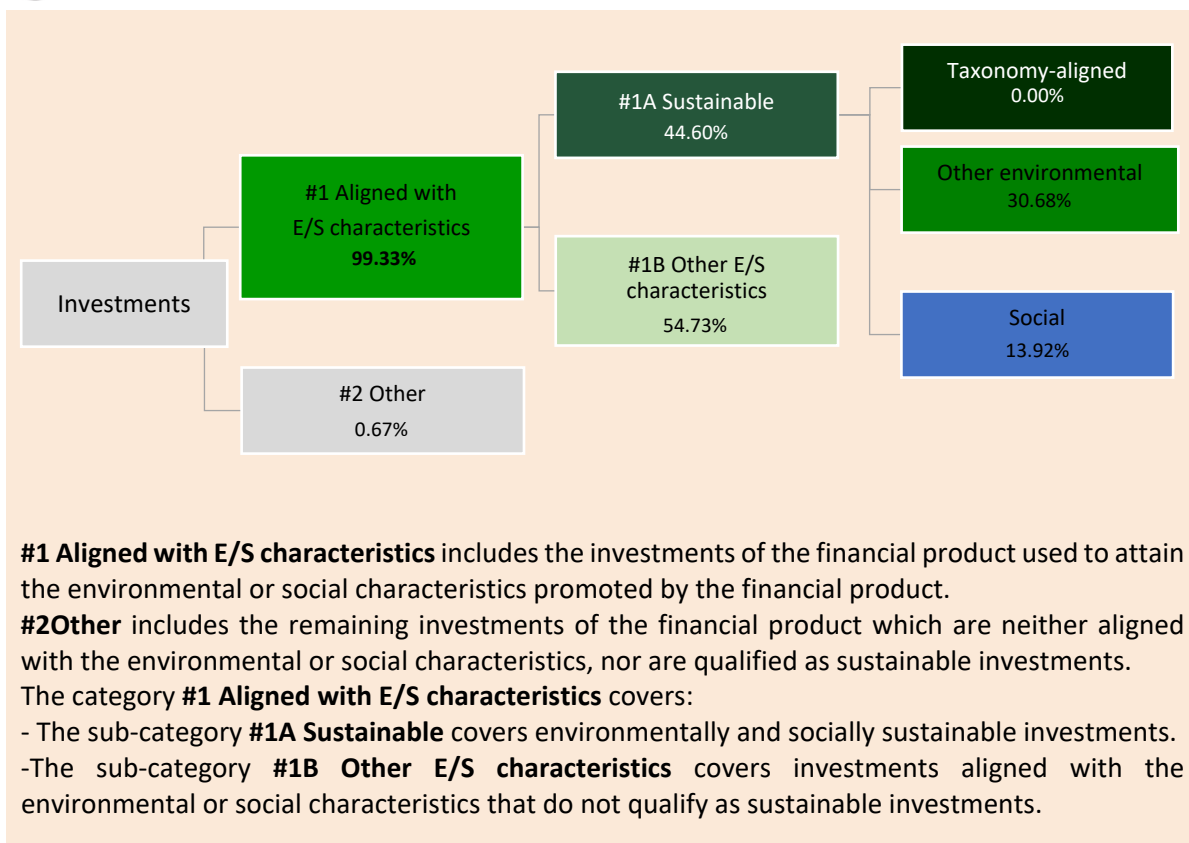 Investments
#1 Aligned with
E/S characteristics
99.33%
#2 Other
0.67%
#1A Sustainable
44.60%
#1B Other E/S
characteristics
54.73%
Taxonomy-aligned
0.00%
Other environmental
30.68%
Social
13.92%
#1 Aligned with E/S characteristics includes the investments of the financial product used to attain
the environmental or social characteristics promoted by the financial product.
#2Other includes the remaining investments of the financial product which are neither aligned
with the environmental or social characteristics, nor are qualified as sustainable investments.
The category #1 Aligned with E/S characteristics covers:
- The sub-category #1A Sustainable covers environmentally and socially sustainable investments.
-The sub-category #1B Other E/S characteristics covers investments aligned with the
environmental or social characteristics that do not qualify as sustainable investments.